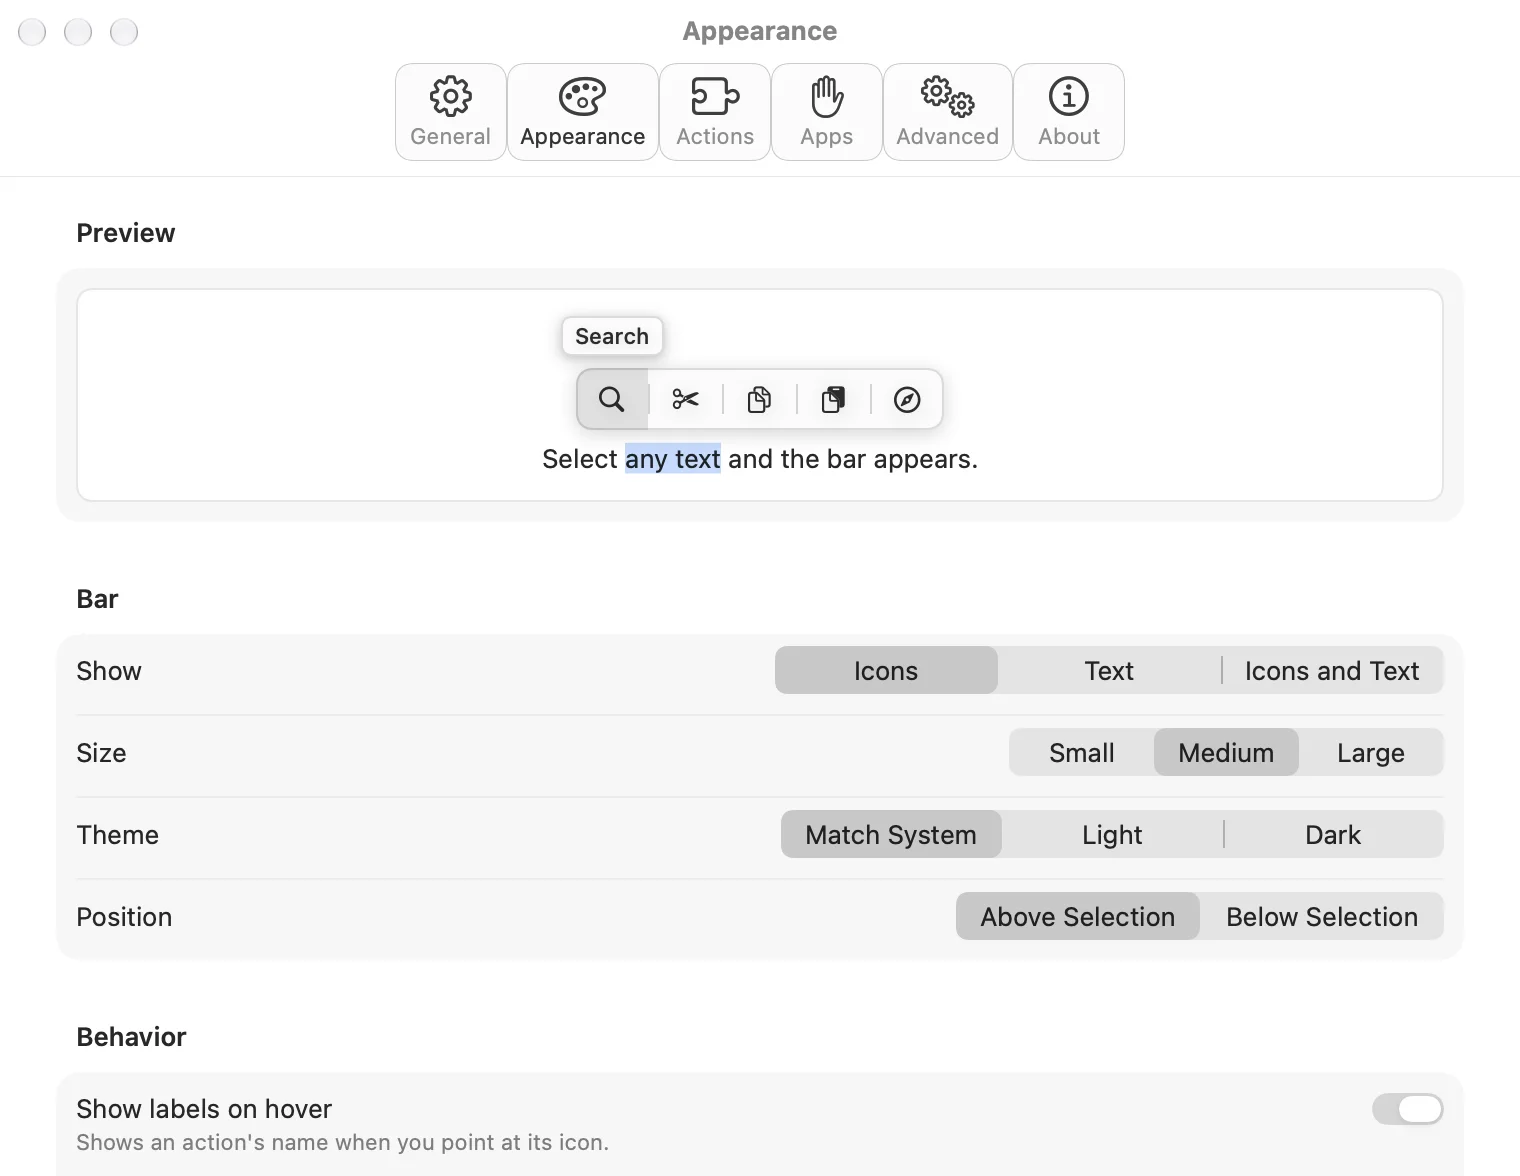 Appearance
General
Appearance
Actions
Apps
Advanced
About
Preview
Search
Select any text and the bar appears.
Bar
Show
Icons
Text
Icons and Text
Size
Small
Medium
Large
Theme
Match System
Light
Dark
Position
Above Selection
Below Selection
Behavior
Show labels on hover
Shows an action's name when you point at its icon.